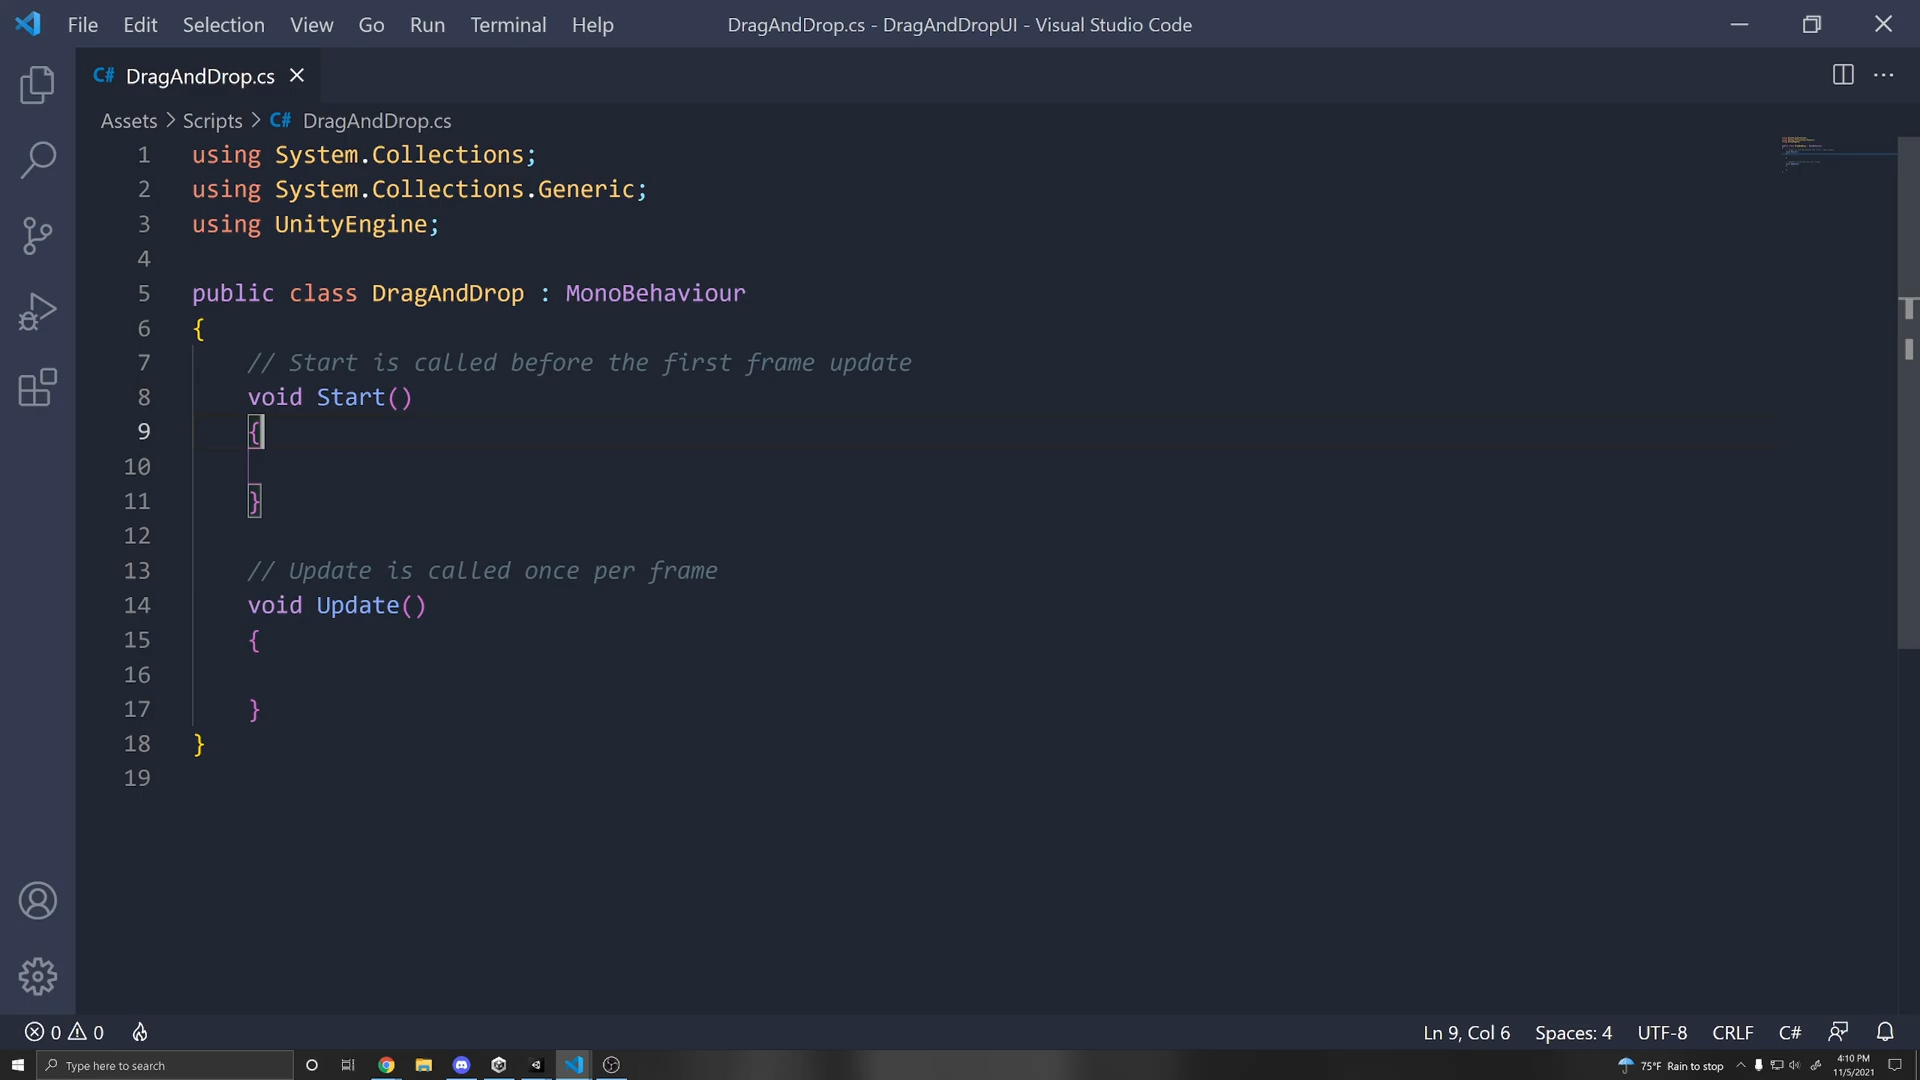 File Edit Selection View Go Run Terminal Help DragAndDrop.cs - DragAndDropUI - Visual Studio Code
C# DragAndDrop.cs
Assets > Scripts > C# DragAndDrop.cs
1 using System.Collections;
2 using System.Collections.Generic;
3 using UnityEngine;
4
5 public class DragAndDrop : MonoBehaviour
6 {
7 // Start is called before the first frame update
8 void Start()
9 {
10
11 }
12
13 // Update is called once per frame
14 void Update()
15 {
16
17 }
18 }
19
0 0 Ln 9, Col 6 Spaces: 4 UTF-8 CRLF C#
Type here to search 75°F Rain to stop 4:10 PM
11/5/2021